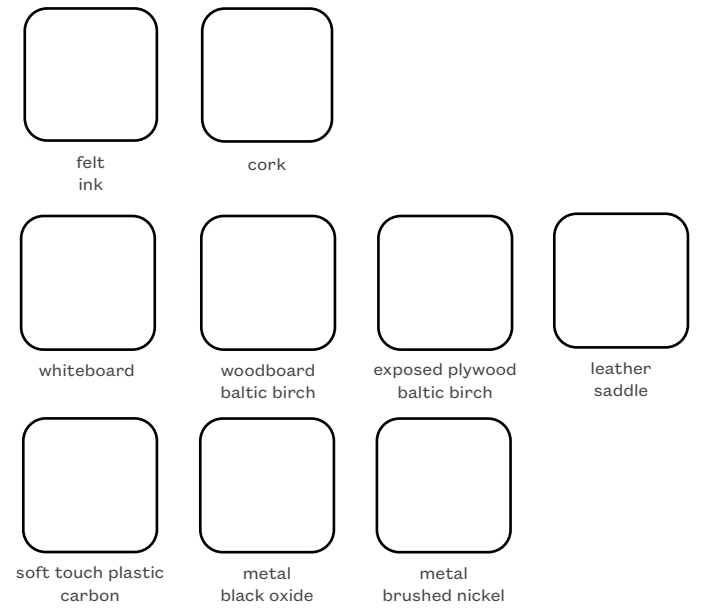 felt
ink
cork
whiteboard
woodboard
baltic birch
exposed plywood
baltic birch
leather
saddle
soft touch plastic
carbon
metal
black oxide
metal
brushed nickel